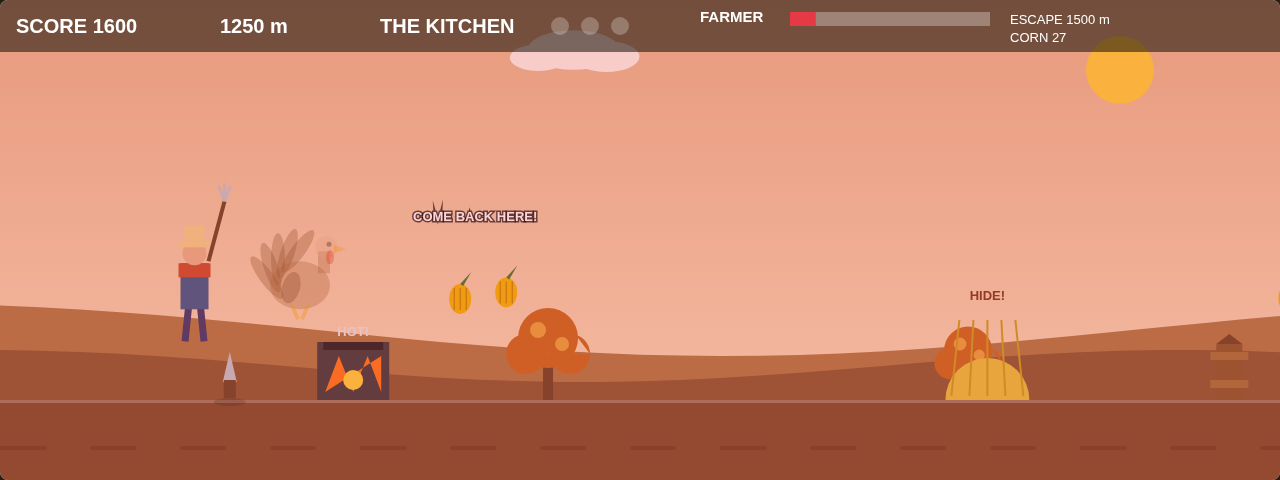 SCORE 1600
1250 m
THE KITCHEN
FARMER
ESCAPE 1500 m
CORN 27
COME BACK HERE!
HIDE!
HOT!